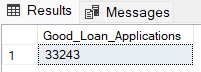 Results Messages
Good_Loan_Applications
1 33243